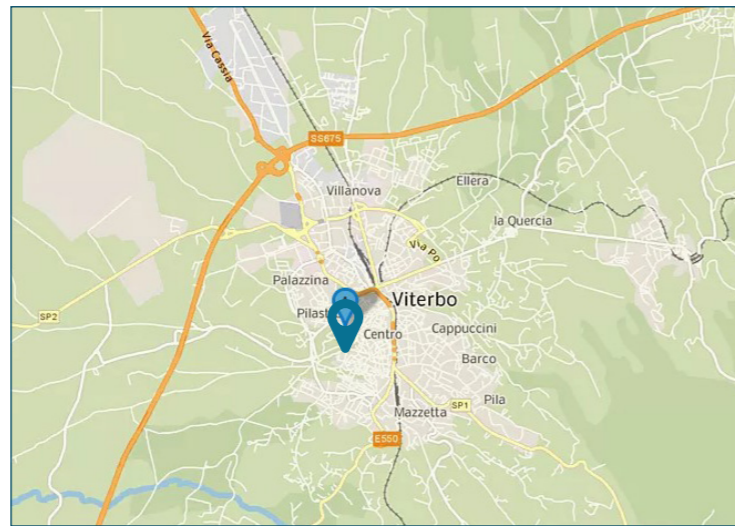 Via Cassia
SS675
Villanova
Ellera
la Quercia
Via Po
Palazzina
SP2
Pilast
Viterbo
Centro
Cappuccini
Barco
Pila
SP1
Mazzetta
E550